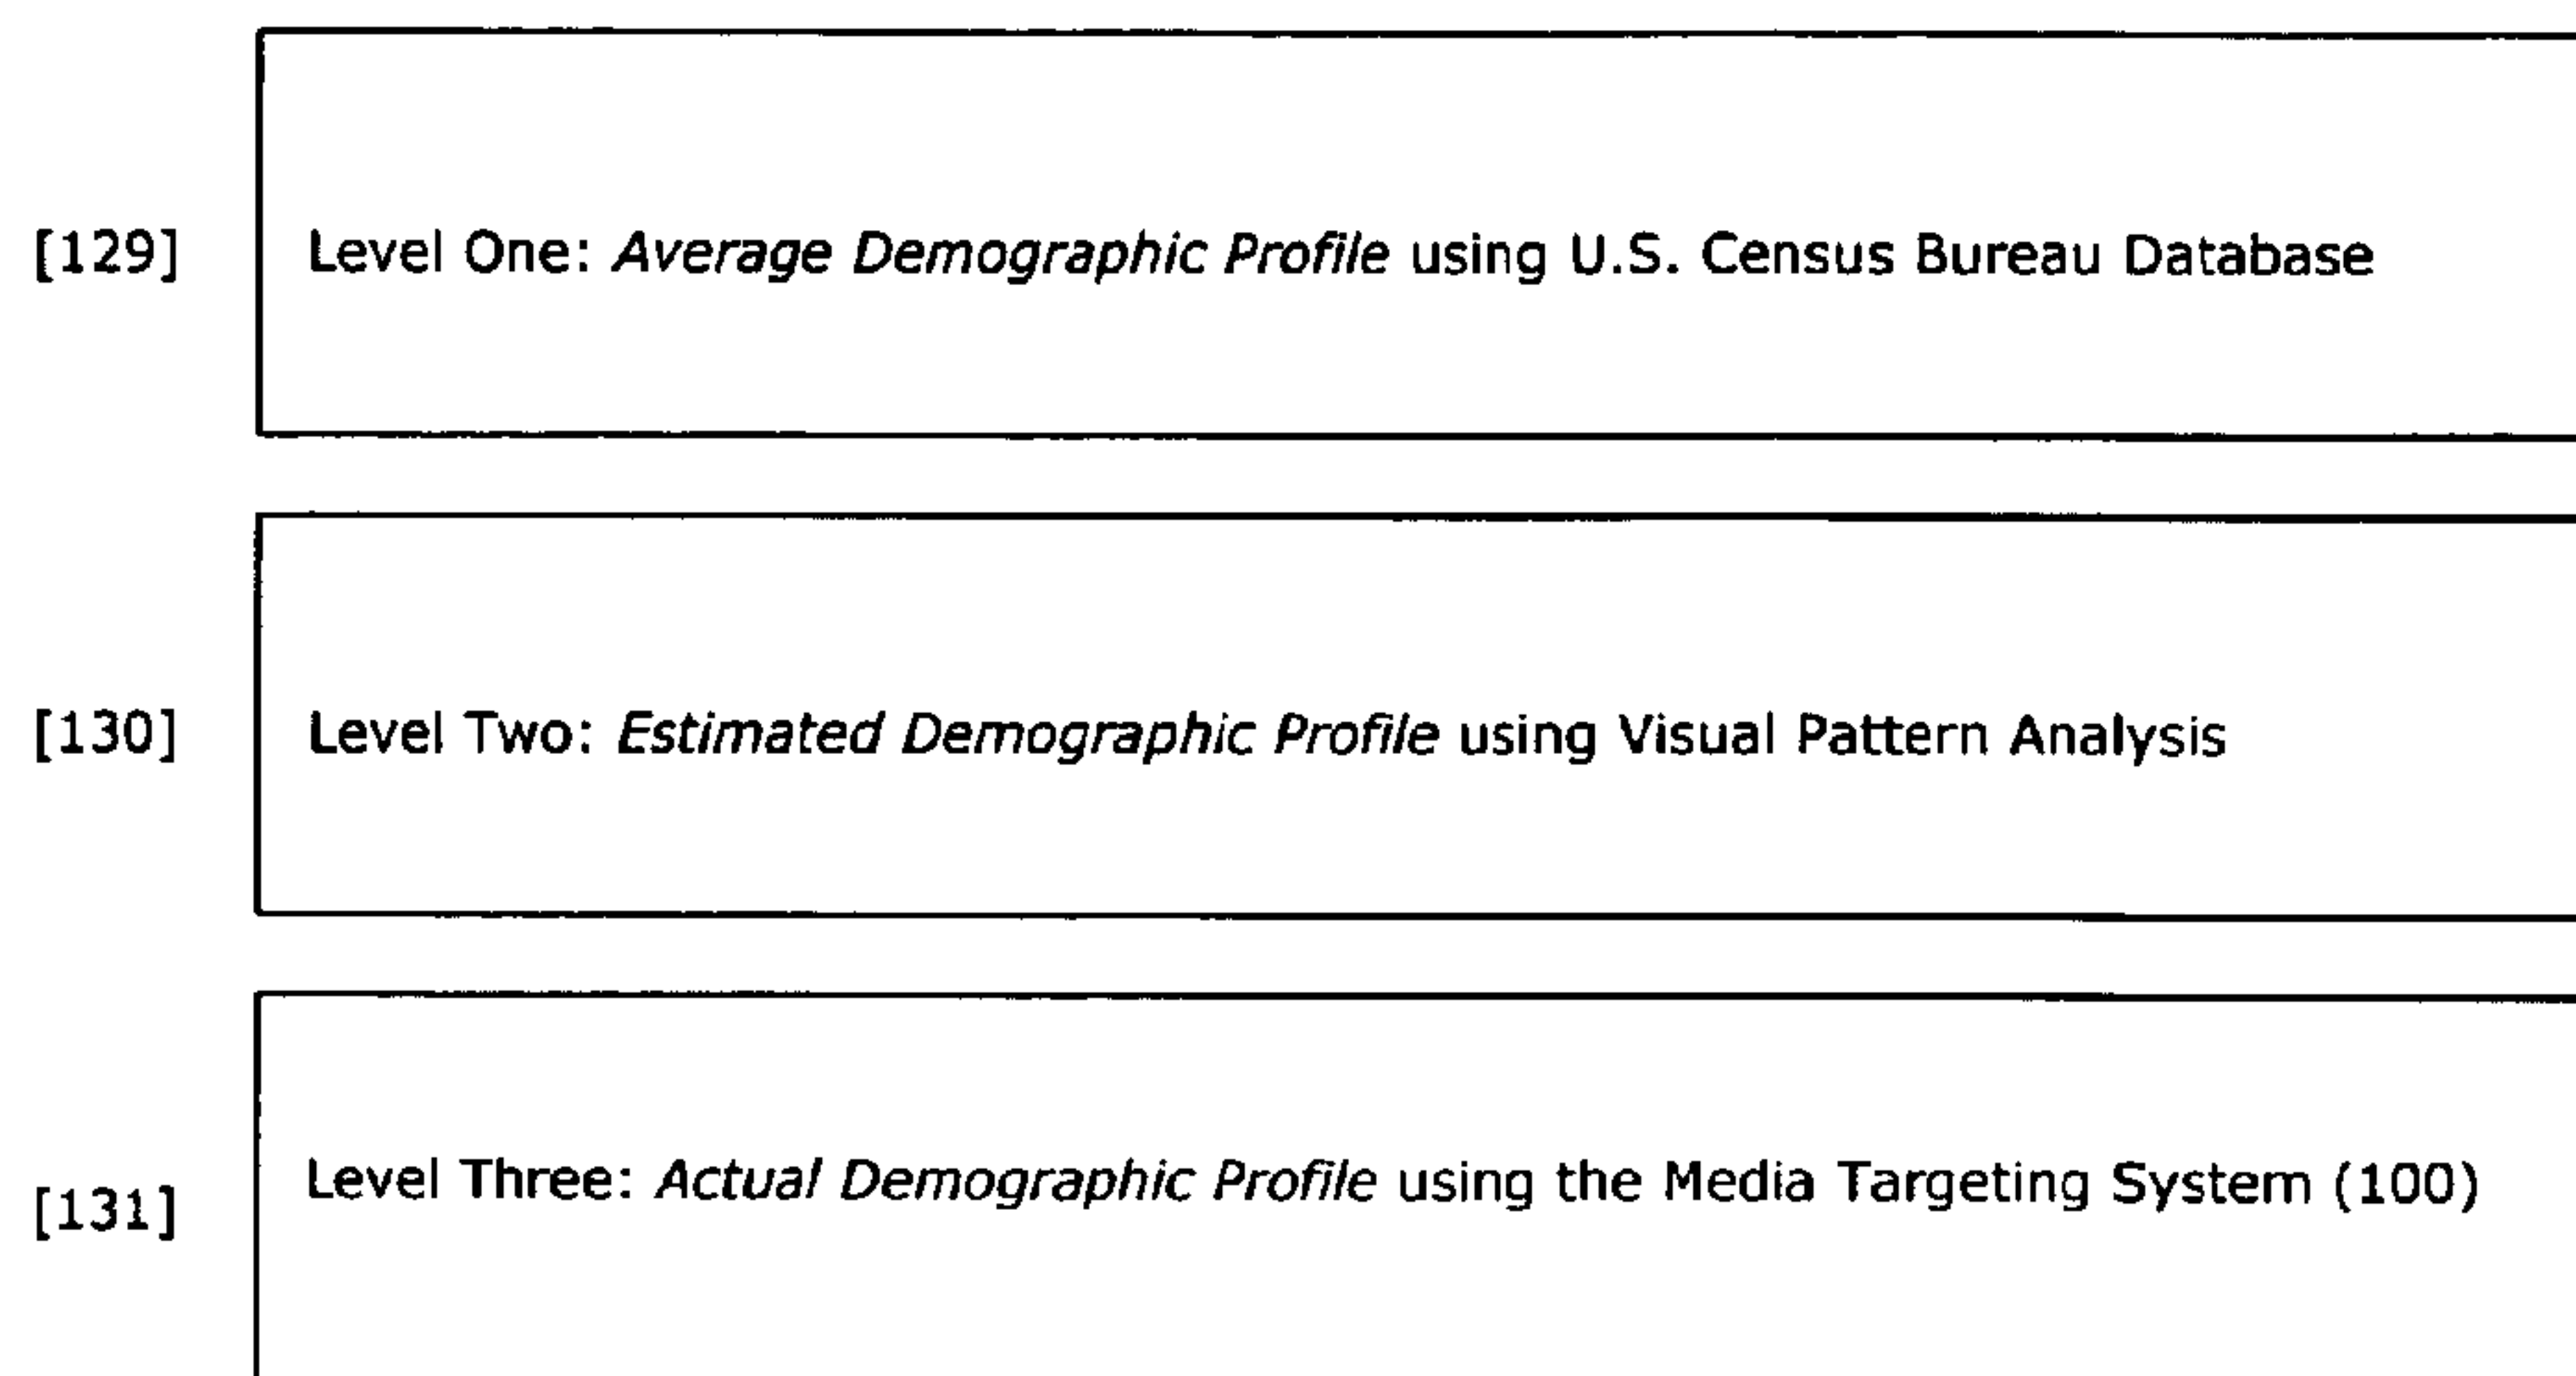 [129] Level One: Average Demographic Profile using U.S. Census Bureau Database
[130] Level Two: Estimated Demographic Profile using Visual Pattern Analysis
[131] Level Three: Actual Demographic Profile using the Media Targeting System (100)